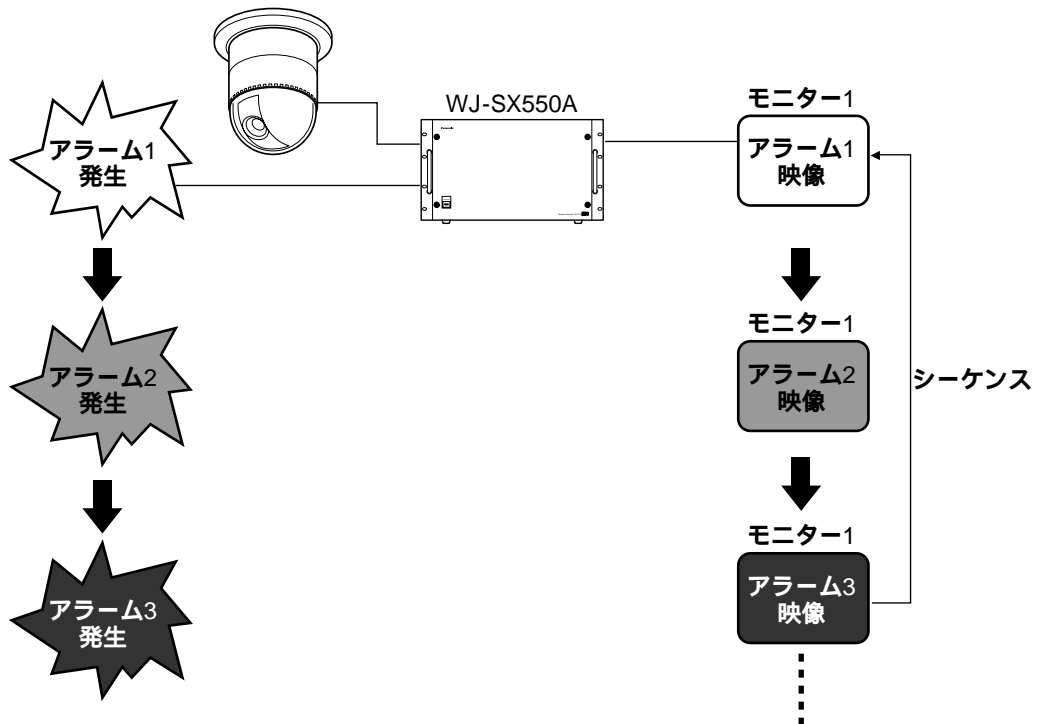 WJ-SX550A
アラーム1
発生
モニター1
アラーム1
映像
アラーム2
発生
モニター1
アラーム2
映像
シーケンス
アラーム3
発生
モニター1
アラーム3
映像